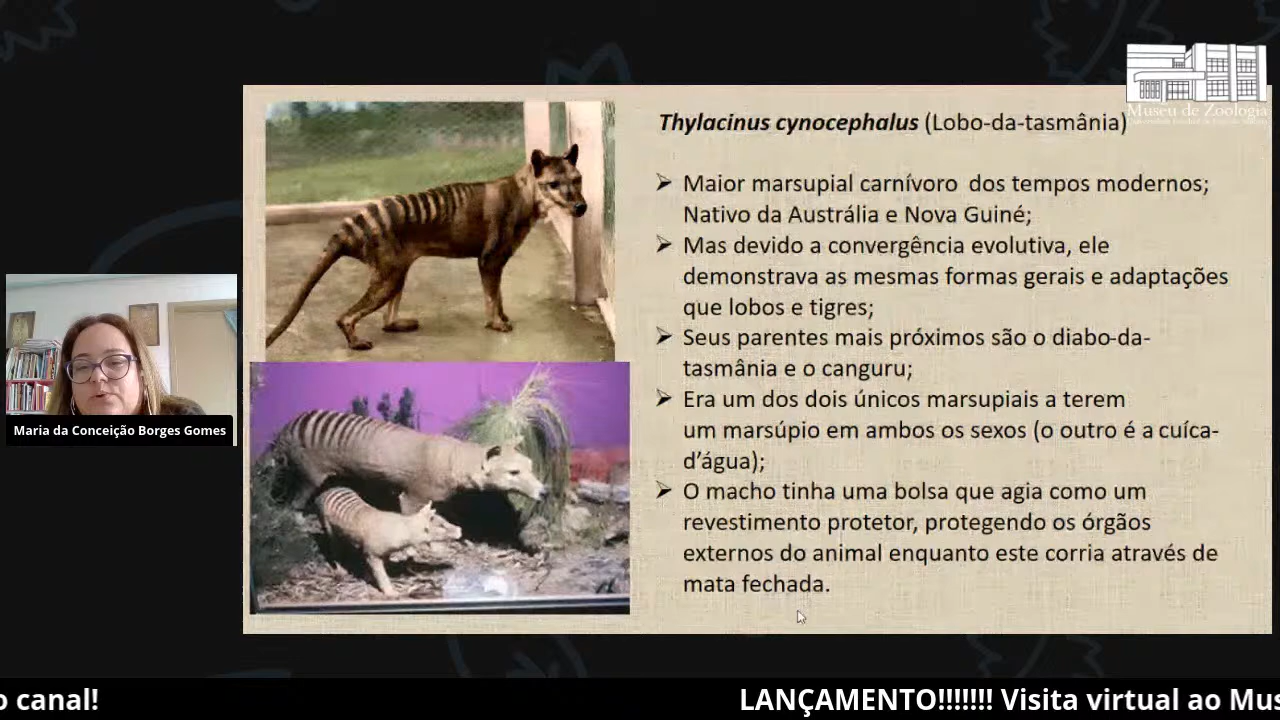 Museu de Zoologia
Thylacinus cynocephalus (Lobo-da-tasmânia)
➢ Maior marsupial carnívoro dos tempos modernos;
Nativo da Austrália e Nova Guiné;
➢ Mas devido a convergência evolutiva, ele
demonstrava as mesmas formas gerais e adaptações
que lobos e tigres;
➢ Seus parentes mais próximos são o diabo-da-
tasmânia e o canguru;
➢ Era um dos dois únicos marsupiais a terem
um marsúpio em ambos os sexos (o outro é a cuíca-
d’água);
➢ O macho tinha uma bolsa que agia como um
revestimento protetor, protegendo os órgãos
externos do animal enquanto este corria através de
mata fechada.
Maria da Conceição Borges Gomes
o canal! LANÇAMENTO!!!!!!! Visita virtual ao Mus